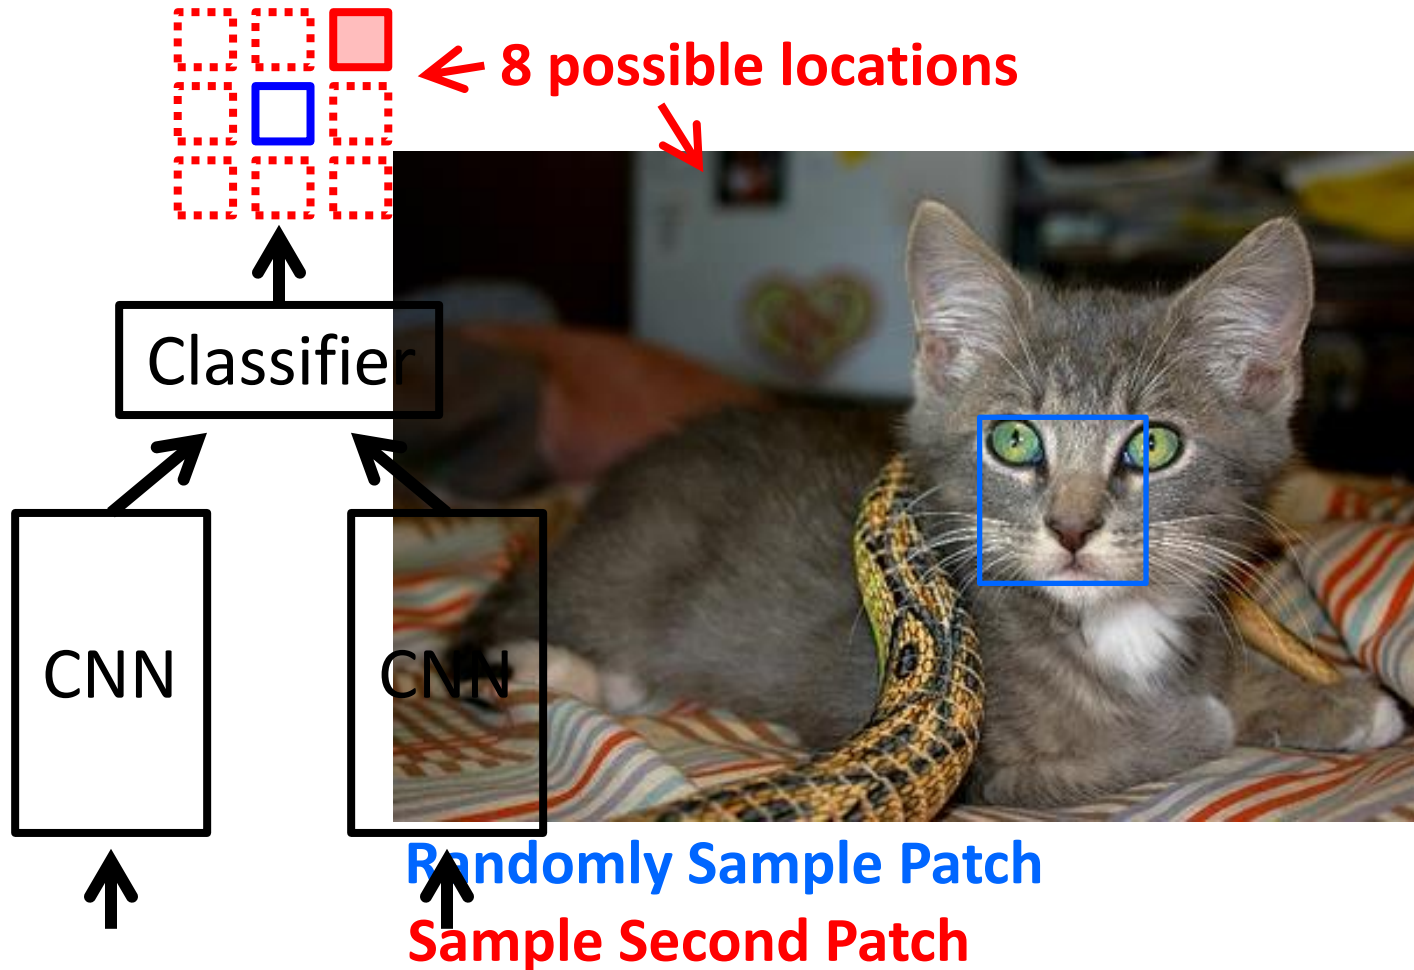 8 possible locations
Classifier
CNN
CNN
Randomly Sample Patch
Sample Second Patch